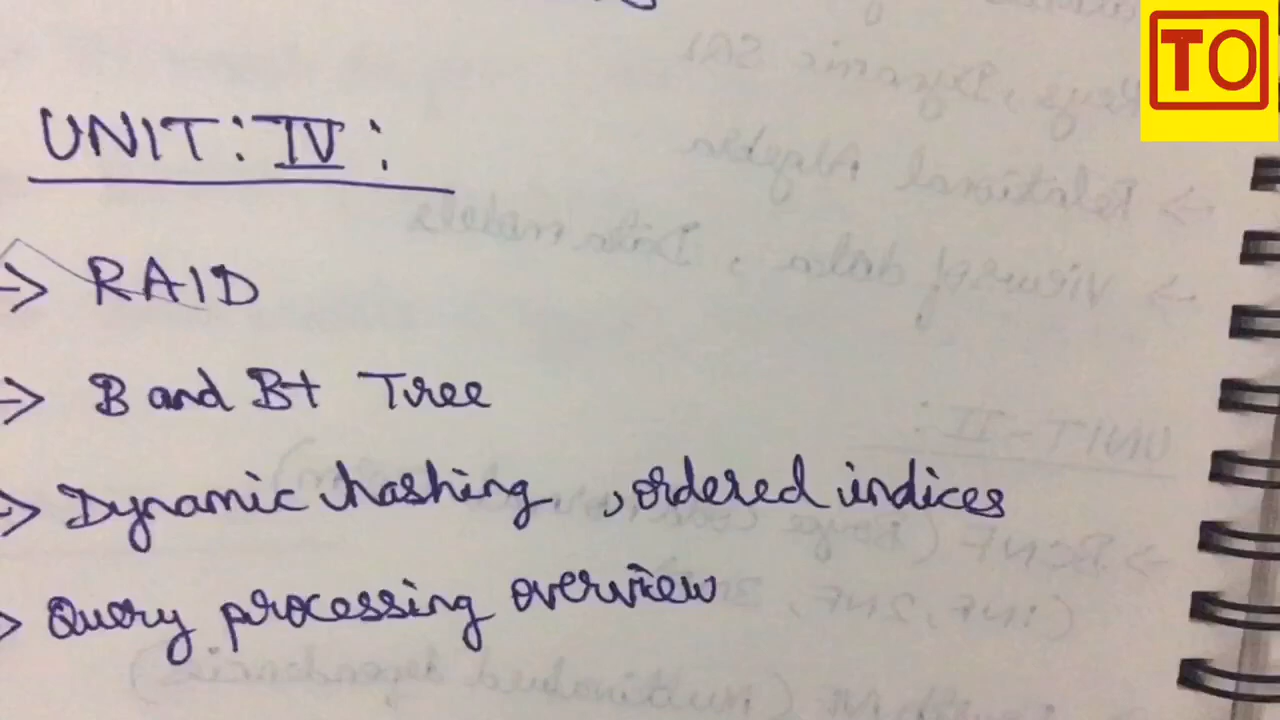 TO
UNIT: IV:
→ RAID
→ B and B+ Tree
→ Dynamic hashing, ordered indices
→ Query processing overview